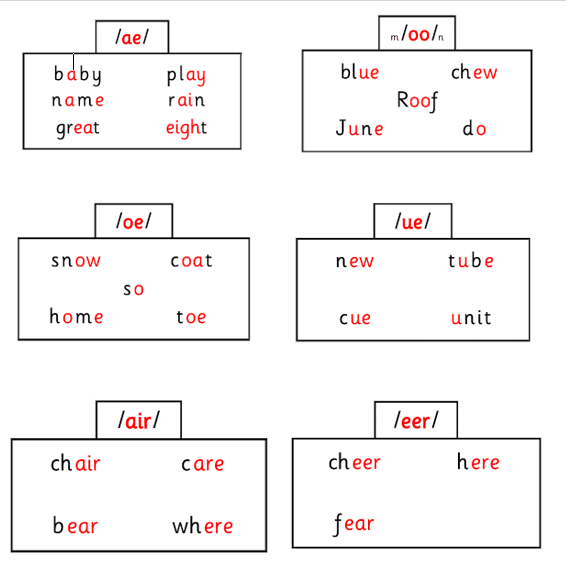 /ae/
baby play
name rain
great eight
m/oo/n
blue chew
Roof
June do
/oe/
snow coat
so
home toe
/ue/
new tube
cue unit
/air/
chair care
bear where
/eer/
cheer here
fear